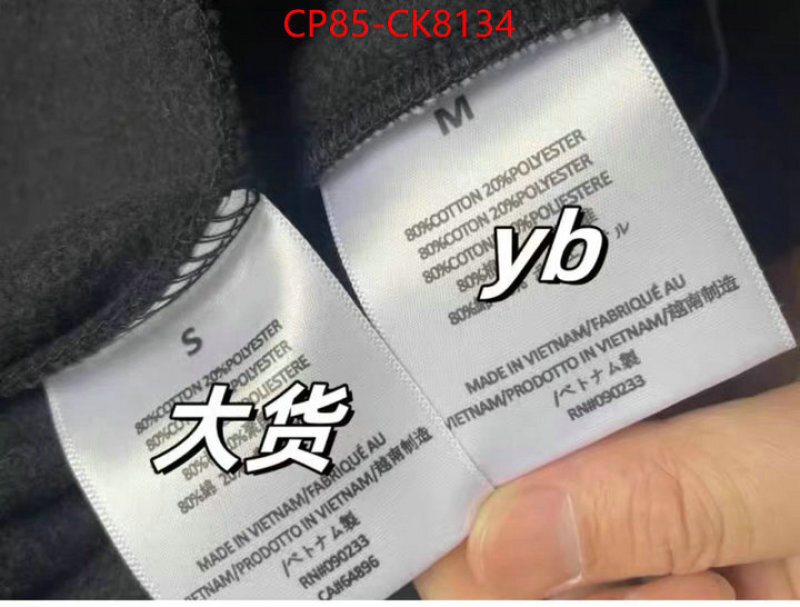 CP85-CK8134
M
80%COTTON 20%POLYESTER
80%COTON 20%POLYESTER
80%COTONE 20%POLIESTERE
yb
MADE IN VIETNAM/FABRIQUÉ AU
VIETNAM/PRODOTTO IN VIETNAM/越南制造
/ベトナム製
RN#090233
S
80%COTTON 20%POLYESTER
大货
80%綿
MADE IN VIETNAM/FABRIQUÉ AU
VIETNAM/PRODOTTO IN VIETNAM/越南制造
/ベトナム製
RN#090233
CA#6A896